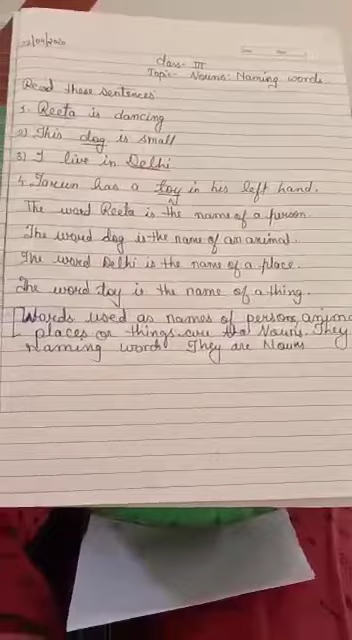 22/04/2020
Class- III
Topic- Nouns: Naming words
Read these sentences
1. Reeta is dancing
2) This dog is small
3) I live in Delhi
4. Tarun has a toy in his left hand.
The word Reeta is the name of a person.
The word dog is the name of an animal.
The word Delhi is the name of a place.
The word toy is the name of a thing.
[Words used as names of persons, anima
places or things are Nouns. They
naming words They are Nouns